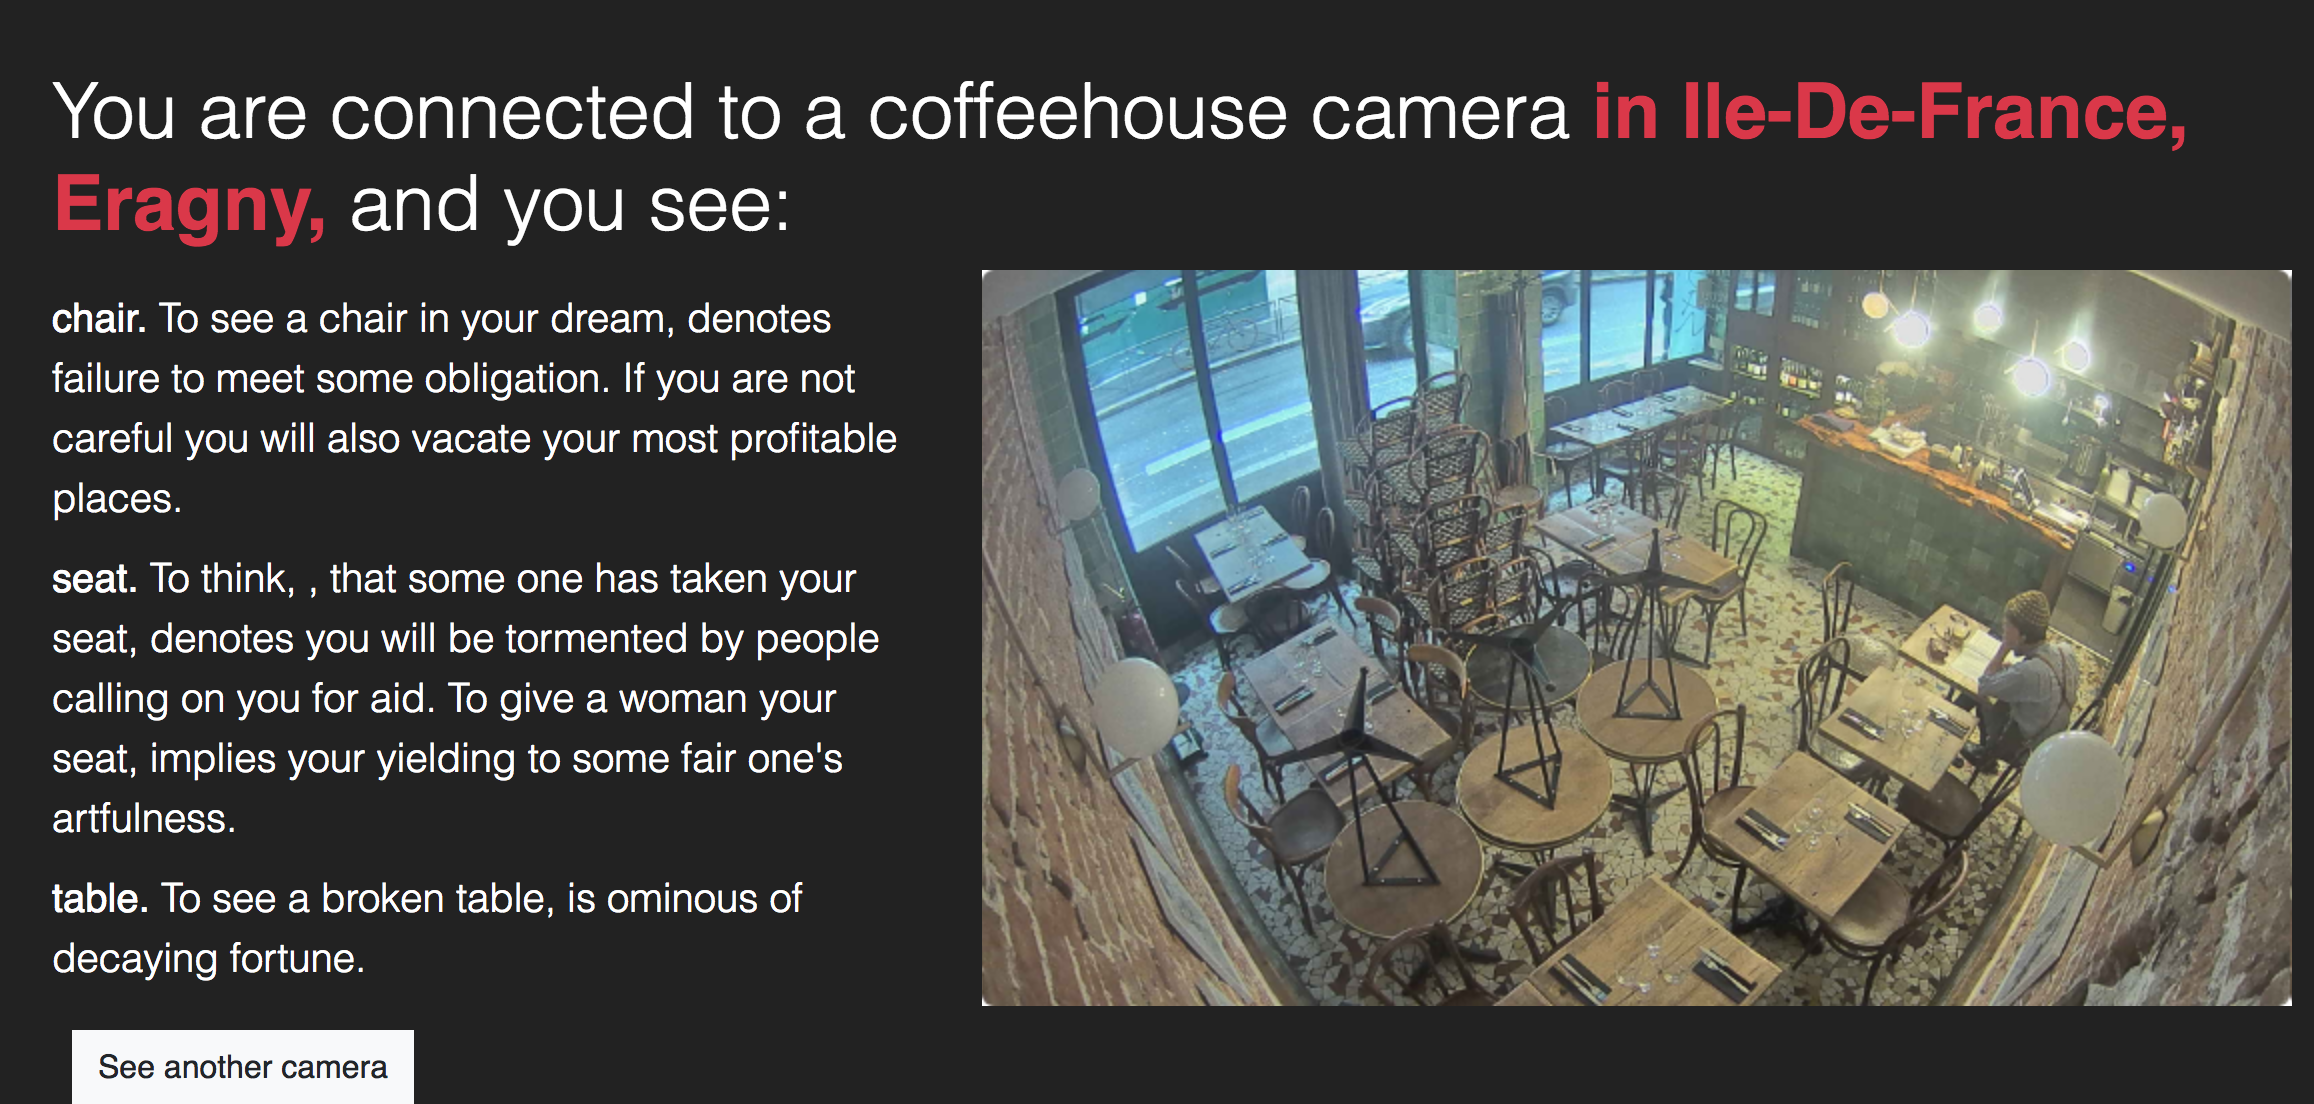 You are connected to a coffeehouse camera in Ile-De-France,
Eragny, and you see:
chair. To see a chair in your dream, denotes
failure to meet some obligation. If you are not
careful you will also vacate your most profitable
places.
seat. To think, , that some one has taken your
seat, denotes you will be tormented by people
calling on you for aid. To give a woman your
seat, implies your yielding to some fair one's
artfulness.
table. To see a broken table, is ominous of
decaying fortune.
See another camera